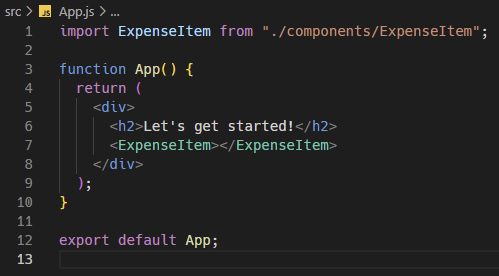 src > JS App.js > ...
1 import ExpenseItem from "./components/ExpenseItem";
2
3 function App() {
4   return (
5     <div>
6       <h2>Let's get started!</h2>
7       <ExpenseItem></ExpenseItem>
8     </div>
9   );
10 }
11
12 export default App;
13